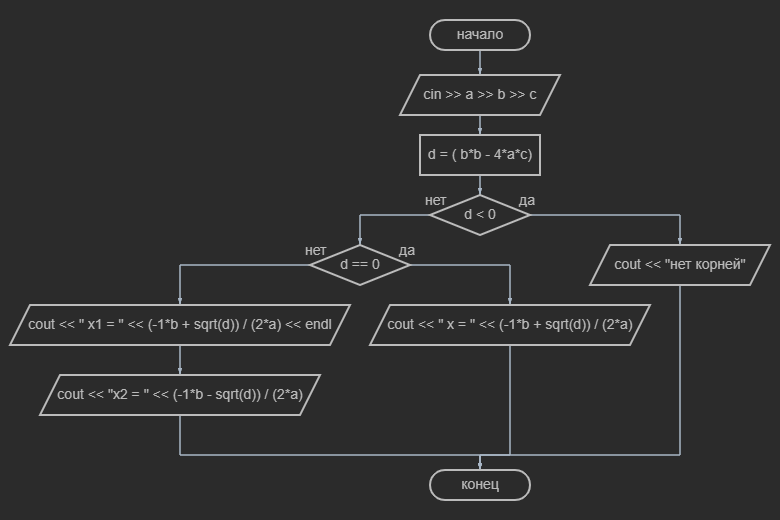 начало
cin >> a >> b >> c
d = ( b*b - 4*a*c)
нет
да
d < 0
нет
да
d == 0
cout << "нет корней"
cout << " x1 = " << (-1*b + sqrt(d)) / (2*a) << endl
cout << " x = " << (-1*b + sqrt(d)) / (2*a)
cout << "x2 = " << (-1*b - sqrt(d)) / (2*a)
конец